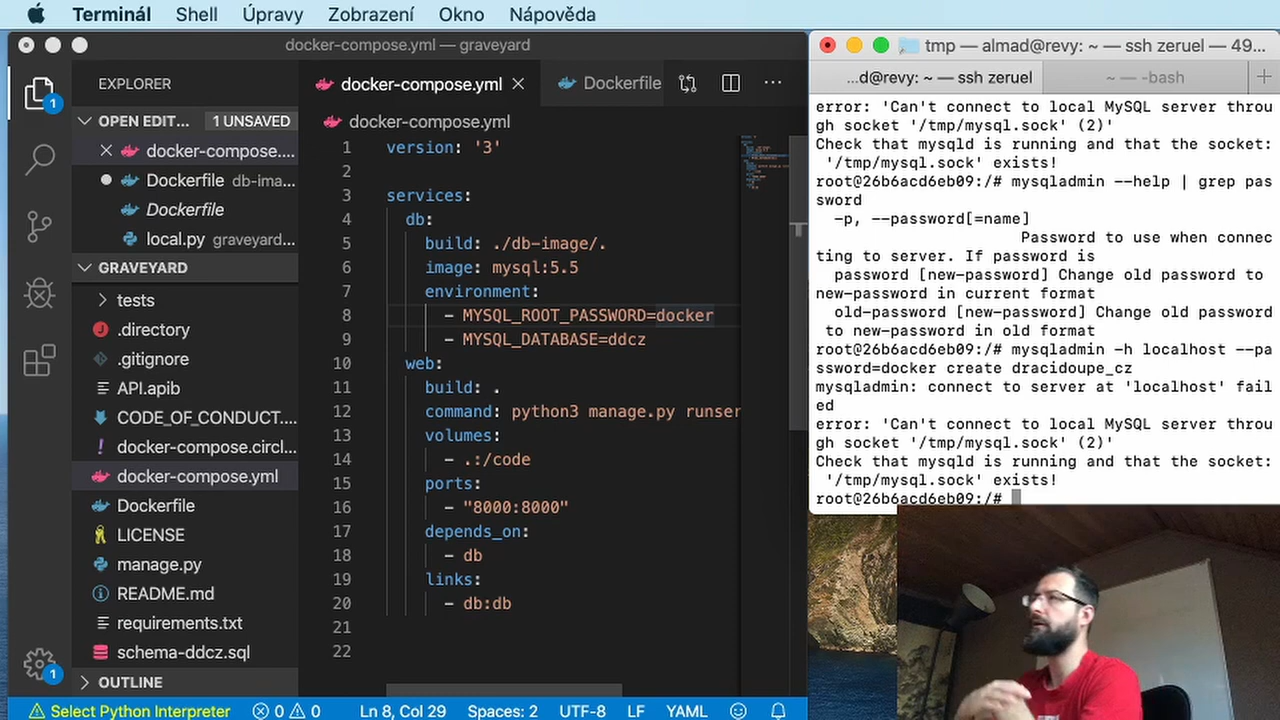 Terminál Shell Úpravy Zobrazení Okno Nápověda
docker-compose.yml — graveyard
EXPLORER
OPEN EDIT... 1 UNSAVED
docker-compose....
Dockerfile db-ima...
Dockerfile
local.py graveyard...
GRAVEYARD
tests
.directory
.gitignore
API.apib
CODE_OF_CONDUCT....
docker-compose.circl...
docker-compose.yml
Dockerfile
LICENSE
manage.py
README.md
requirements.txt
schema-ddcz.sql
OUTLINE
1
1
docker-compose.yml
Dockerfile
docker-compose.yml
1 version: '3'
2
3 services:
4 db:
5 build: ./db-image/.
6 image: mysql:5.5
7 environment:
8 - MYSQL_ROOT_PASSWORD=docker
9 - MYSQL_DATABASE=ddcz
10 web:
11 build: .
12 command: python3 manage.py runser
13 volumes:
14 - .:/code
15 ports:
16 - "8000:8000"
17 depends_on:
18 - db
19 links:
20 - db:db
21
22
Select Python Interpreter 0 0 Ln 8, Col 29 Spaces: 2 UTF-8 LF YAML
tmp — almad@revy: ~ — ssh zeruel — 49...
...d@revy: ~ — ssh zeruel
~ — -bash
error: 'Can't connect to local MySQL server throu
gh socket '/tmp/mysql.sock' (2)'
Check that mysqld is running and that the socket:
'/tmp/mysql.sock' exists!
root@26b6acd6eb09:/# mysqladmin --help | grep pas
sword
-p, --password[=name]
Password to use when connec
ting to server. If password is
password [new-password] Change old password to
new-password in current format
old-password [new-password] Change old password
to new-password in old format
root@26b6acd6eb09:/# mysqladmin -h localhost --pa
ssword=docker create dracidoupe_cz
mysqladmin: connect to server at 'localhost' fail
ed
error: 'Can't connect to local MySQL server throu
gh socket '/tmp/mysql.sock' (2)'
Check that mysqld is running and that the socket:
'/tmp/mysql.sock' exists!
root@26b6acd6eb09:/#